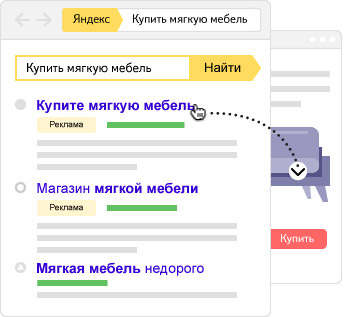 Яндекс
Купить мягкую мебель
Купить мягкую мебель
Найти
Купите мягкую мебель
Реклама
Магазин мягкой мебели
Реклама
Мягкая мебель недорого
Купить